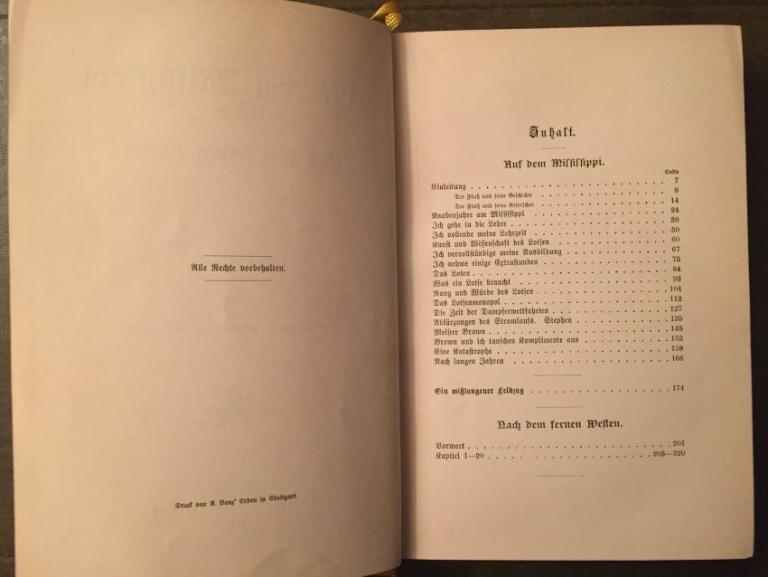 Alle Rechte vorbehalten.
Druck von A. Bonz' Erben in Stuttgart.
Inhalt.
Auf dem Mississippi.
Seite
Einleitung . . . . . . . . . . . . . . . . . . . . . . . . 7
Der Fluß und seine Geschichte . . . . . . . . . . . . . . . . 8
Der Fluß und seine Erforscher . . . . . . . . . . . . . . . . 14
Knabenjahre am Mississippi . . . . . . . . . . . . . . . . 24
Ich gehe in die Lehre . . . . . . . . . . . . . . . . . . 38
Ich vollende meine Lehrzeit . . . . . . . . . . . . . . . . 50
Kunst und Wissenschaft des Lotsen . . . . . . . . . . . . . 60
Ich vervollständige meine Ausbildung . . . . . . . . . . . . 67
Ich nehme einige Extrastunden . . . . . . . . . . . . . . . 75
Das Loten . . . . . . . . . . . . . . . . . . . . . . . 84
Was ein Lotse braucht . . . . . . . . . . . . . . . . . . 93
Rang und Würde des Lotsen . . . . . . . . . . . . . . . . 104
Das Lotsenmonopol . . . . . . . . . . . . . . . . . . . . 112
Die Zeit der Dampferwettfahrten . . . . . . . . . . . . . . 127
Abkürzungen des Stromlaufs. Stephen . . . . . . . . . . . . 135
Meister Brown . . . . . . . . . . . . . . . . . . . . . . 145
Brown und ich tauschen Komplimente aus . . . . . . . . . . . 152
Eine Katastrophe . . . . . . . . . . . . . . . . . . . . . 158
Nach langen Jahren . . . . . . . . . . . . . . . . . . . . 166
Ein mißlungener Feldzug . . . . . . . . . . . . . . . . . . 174
Nach dem fernen Westen.
Vorwort . . . . . . . . . . . . . . . . . . . . . . . . . 201
Kapitel 1—20 . . . . . . . . . . . . . . . . . . . . 203—320